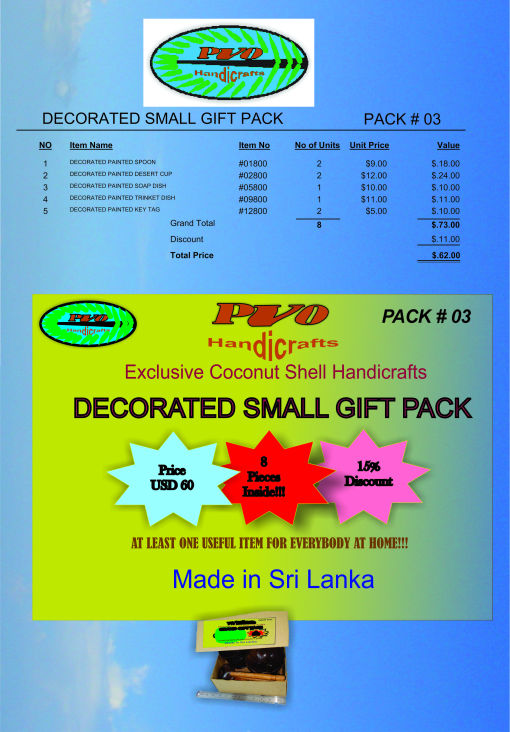 PVO
Handicrafts
DECORATED SMALL GIFT PACK PACK # 03
NO Item Name Item No No of Units Unit Price Value
1 DECORATED PAINTED SPOON #01800 2 $9.00 $.18.00
2 DECORATED PAINTED DESERT CUP #02800 2 $12.00 $.24.00
3 DECORATED PAINTED SOAP DISH #05800 1 $10.00 $.10.00
4 DECORATED PAINTED TRINKET DISH #09800 1 $11.00 $.11.00
5 DECORATED PAINTED KEY TAG #12800 2 $5.00 $.10.00
Grand Total 8 $.73.00
Discount $.11.00
Total Price $.62.00
PVO
Handicrafts
PVO
Handicrafts
PACK # 03
Exclusive Coconut Shell Handicrafts
DECORATED SMALL GIFT PACK
Price
USD 60
8
Pieces
Inside!!!
15%
Discount
AT LEAST ONE USEFUL ITEM FOR EVERYBODY AT HOME!!!
Made in Sri Lanka